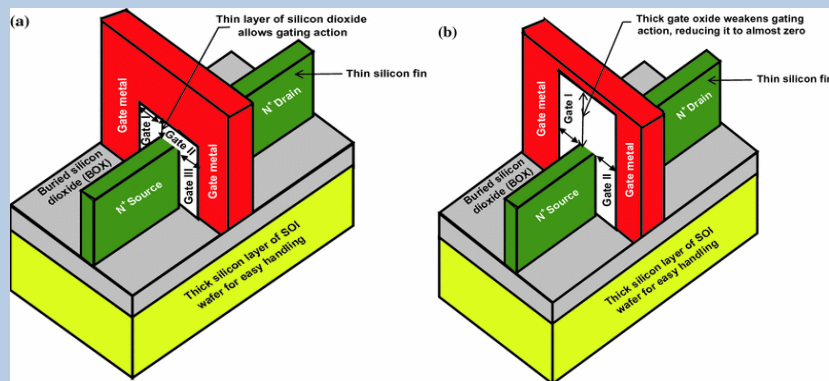 (a)
Thin layer of silicon dioxide
allows gating action
Thin silicon fin
Gate metal
N+ Drain
Gate I
Gate II
Gate III
Gate metal
Buried silicon
dioxide (BOX)
N+ Source
Thick silicon layer of SOI
wafer for easy handling
(b)
Thick gate oxide weakens gating
action, reducing it to almost zero
Thin silicon fin
Gate metal
N+ Drain
Gate I
Gate II
Gate metal
Buried silicon
dioxide (BOX)
N+ Source
Thick silicon layer of SOI
wafer for easy handling